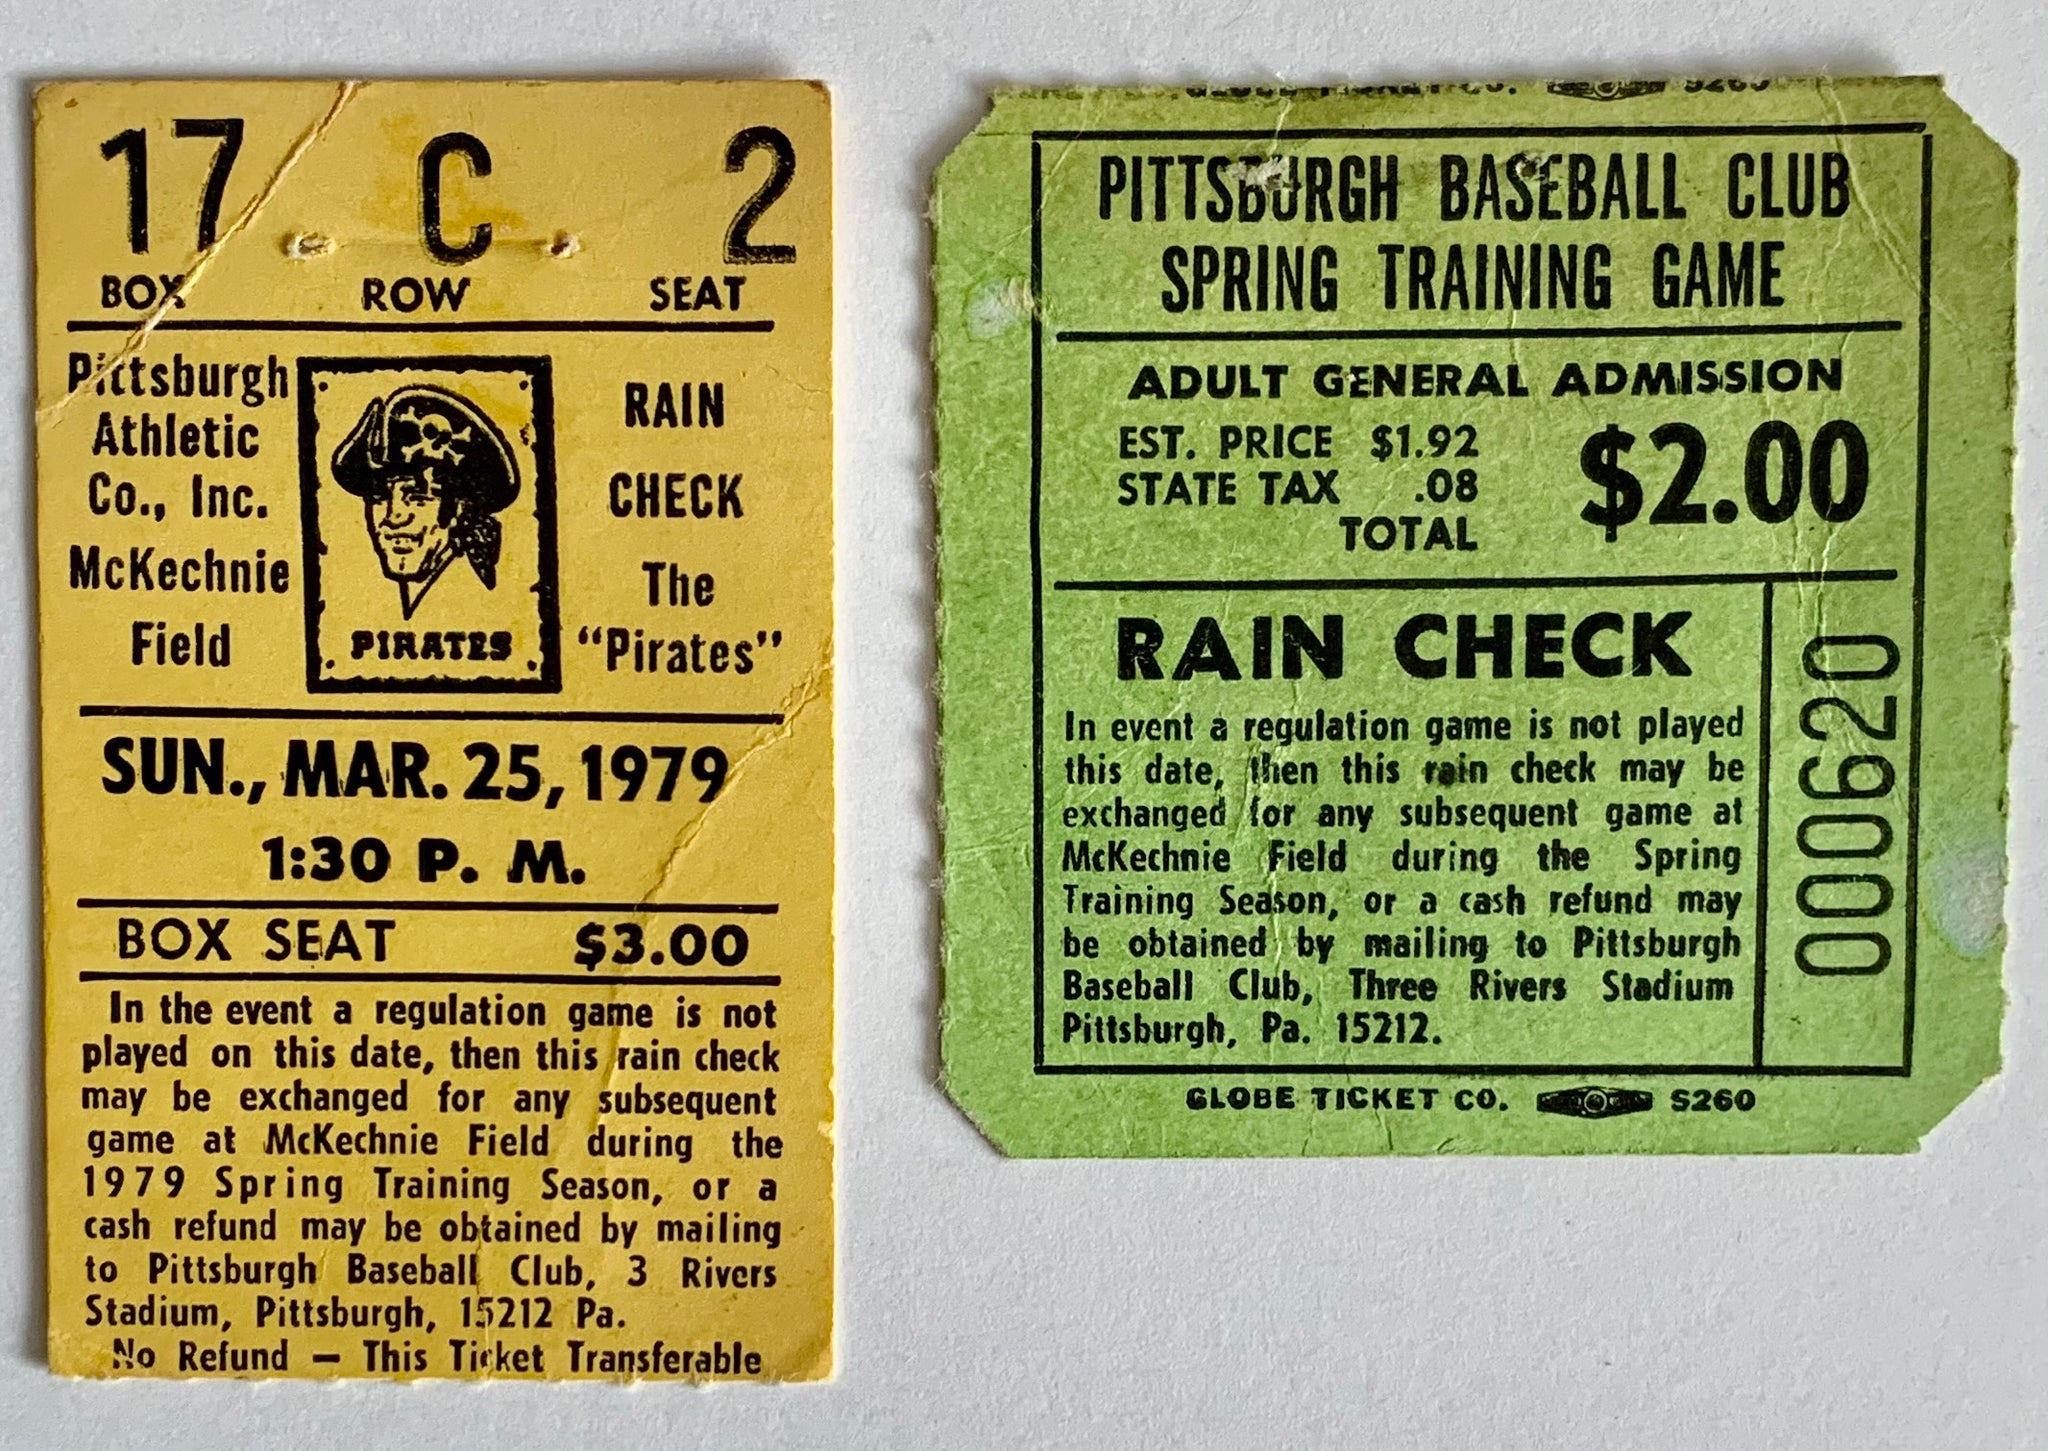 17 C 2
BOX ROW SEAT
Pittsburgh
Athletic
Co., Inc.
McKechnie
Field
PIRATES
RAIN
CHECK
The
"Pirates"
SUN., MAR. 25, 1979
1:30 P. M.
BOX SEAT $3.00
In the event a regulation game is not
played on this date, then this rain check
may be exchanged for any subsequent
game at McKechnie Field during the
1979 Spring Training Season, or a
cash refund may be obtained by mailing
to Pittsburgh Baseball Club, 3 Rivers
Stadium, Pittsburgh, 15212 Pa.
No Refund — This Ticket Transferable
GLOBE TICKET CO. S260
PITTSBURGH BASEBALL CLUB
SPRING TRAINING GAME
ADULT GENERAL ADMISSION
EST. PRICE $1.92
STATE TAX .08
TOTAL
$2.00
RAIN CHECK
In event a regulation game is not played
this date, then this rain check may be
exchanged for any subsequent game at
McKechnie Field during the Spring
Training Season, or a cash refund may
be obtained by mailing to Pittsburgh
Baseball Club, Three Rivers Stadium
Pittsburgh, Pa. 15212.
000620
GLOBE TICKET CO. S260